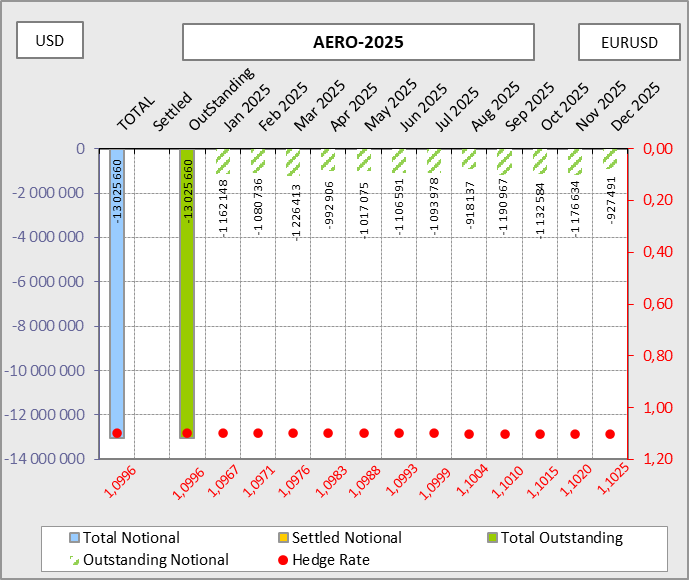 USD
AERO-2025
EURUSD
TOTAL
Settled
OutStanding
Jan 2025
Feb 2025
Mar 2025
Apr 2025
May 2025
Jun 2025
Jul 2025
Aug 2025
Sep 2025
Oct 2025
Nov 2025
Dec 2025
0
-2 000 000
-4 000 000
-6 000 000
-8 000 000
-10 000 000
-12 000 000
-14 000 000
-13 025 660
-13 025 660
-1 162 148
-1 080 736
-1 226 413
-992 906
-1 017 075
-1 106 591
-1 093 978
-918 137
-1 190 967
-1 132 584
-1 176 634
-927 491
0,00
0,20
0,40
0,60
0,80
1,00
1,20
1,0996
1,0996
1,0967
1,0971
1,0976
1,0983
1,0988
1,0993
1,0999
1,1004
1,1010
1,1015
1,1020
1,1025
Total Notional
Settled Notional
Total Outstanding
Outstanding Notional
Hedge Rate